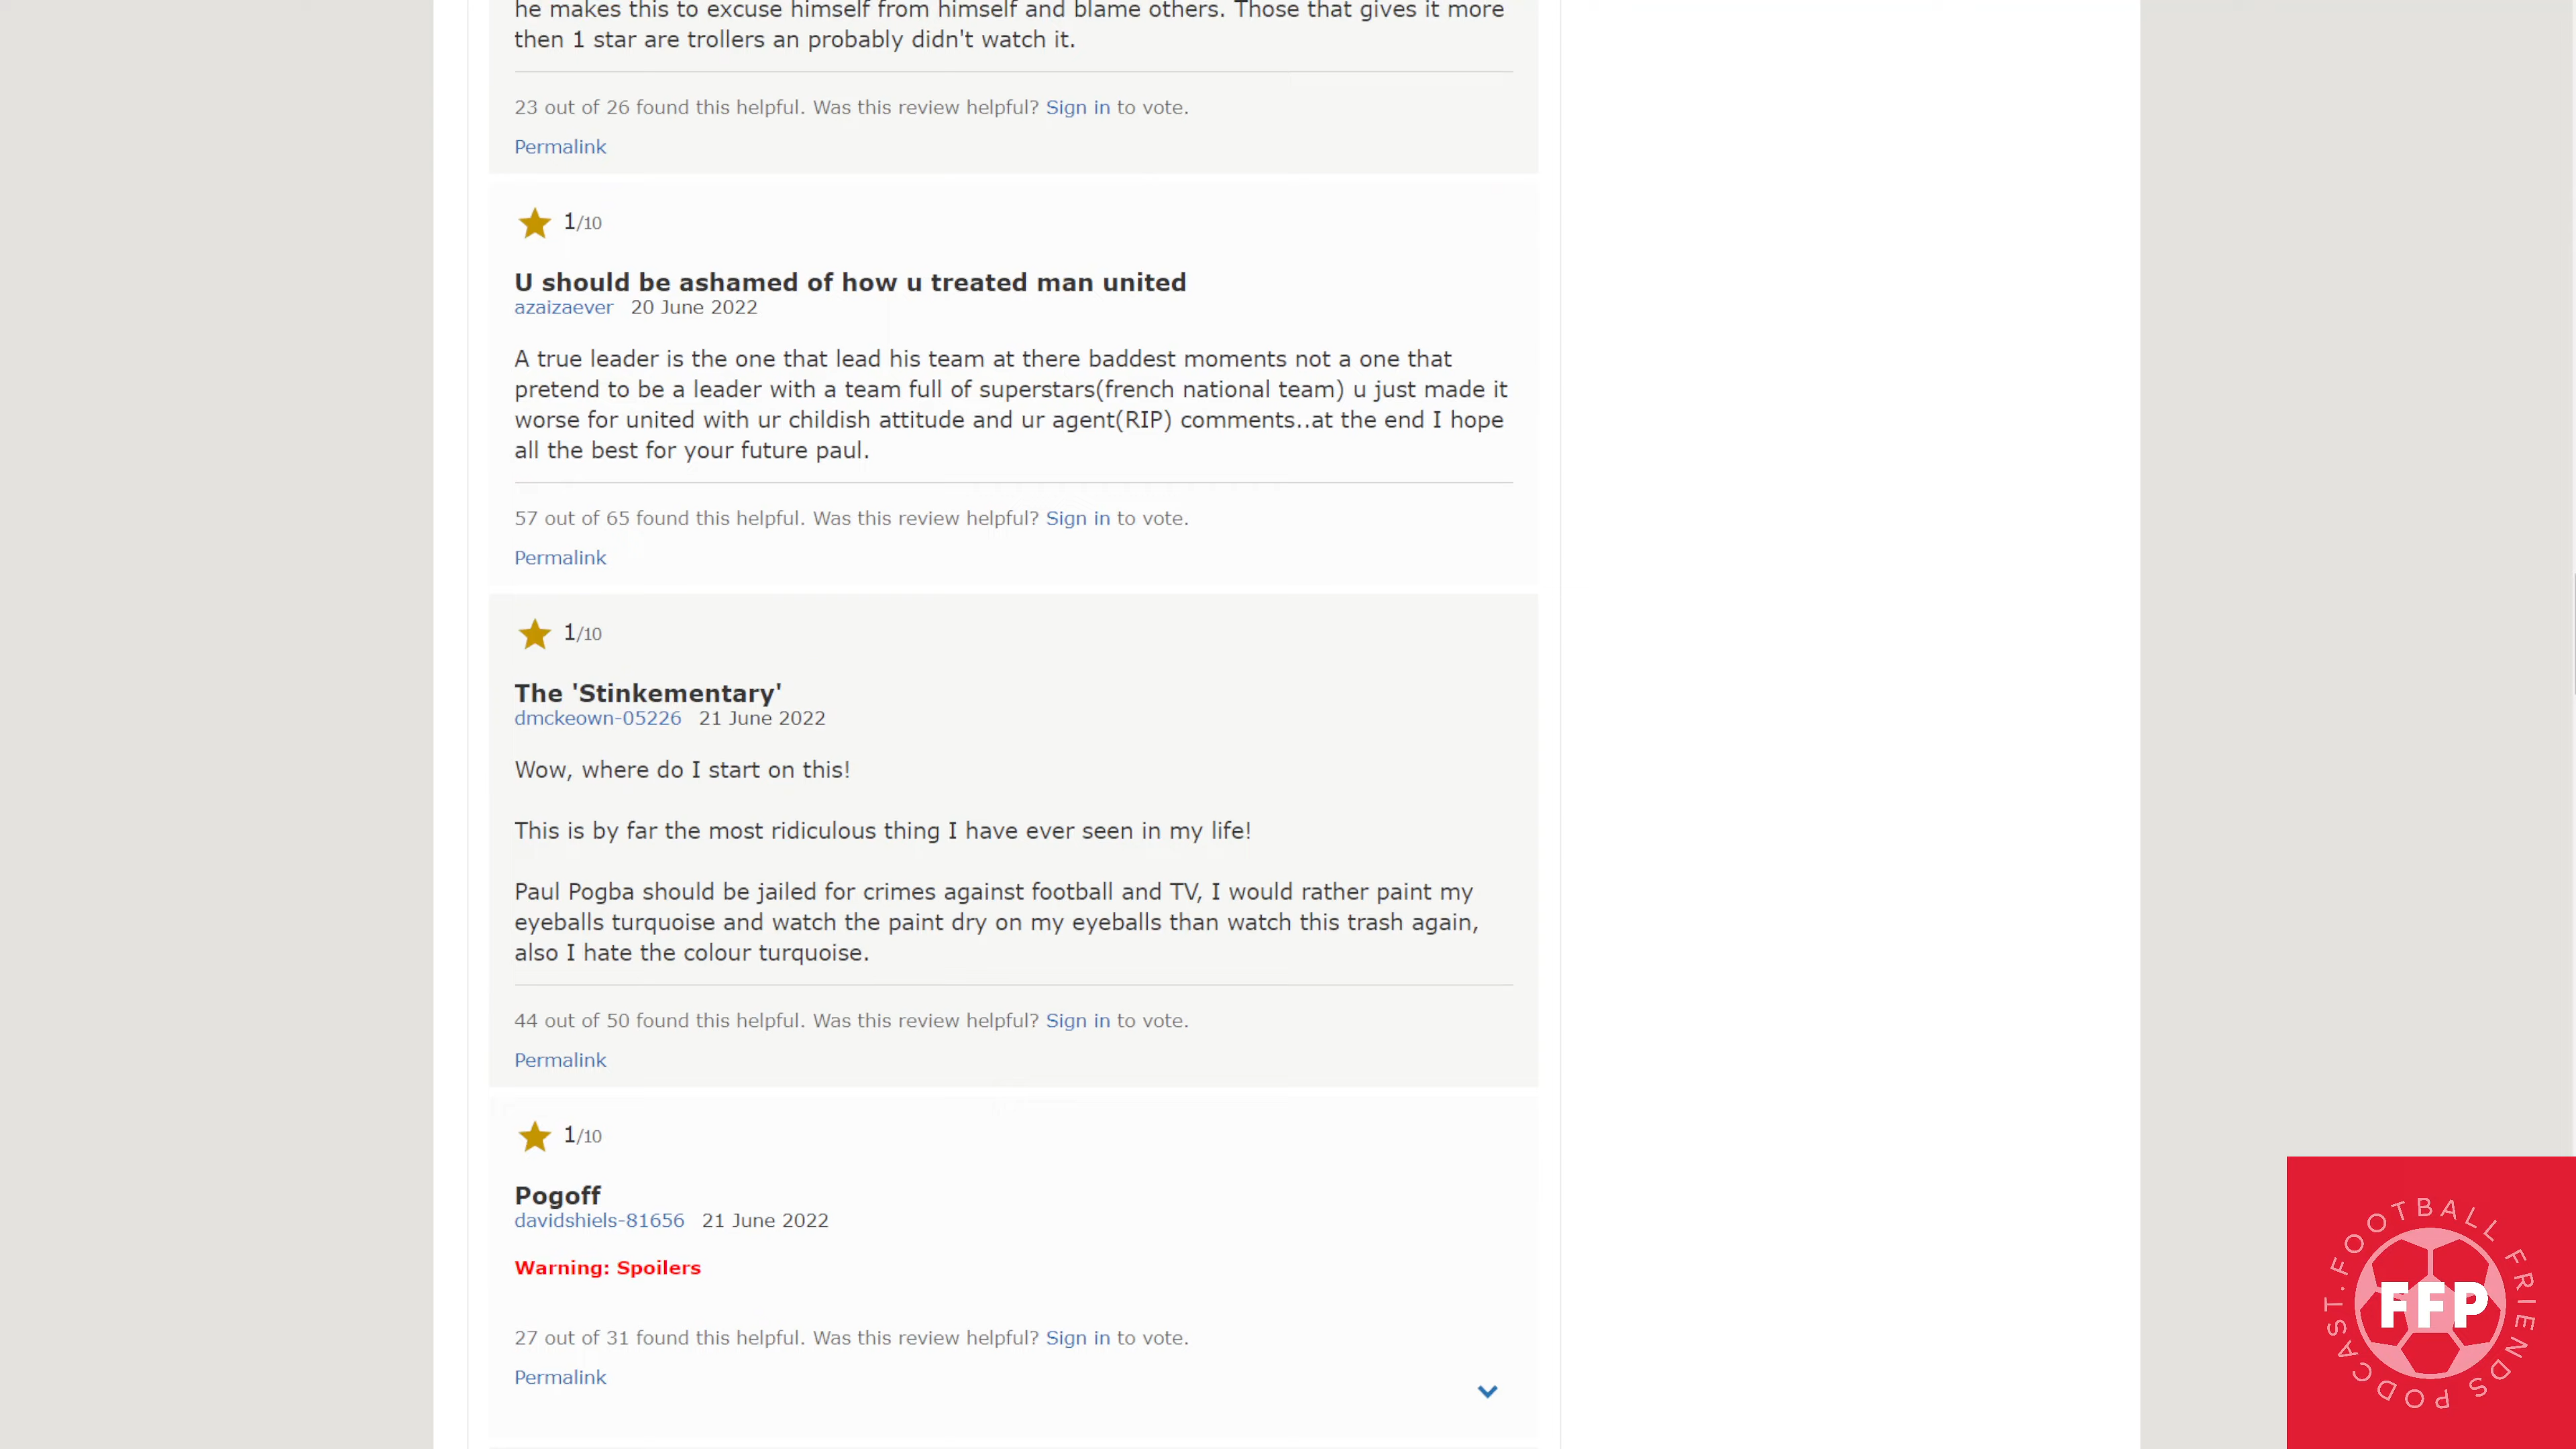 he makes this to excuse himself from himself and blame others. Those that gives it more
then 1 star are trollers an probably didn't watch it.
23 out of 26 found this helpful. Was this review helpful? Sign in to vote.
Permalink
1/10
U should be ashamed of how u treated man united
azaizaever 20 June 2022
A true leader is the one that lead his team at there baddest moments not a one that
pretend to be a leader with a team full of superstars(french national team) u just made it
worse for united with ur childish attitude and ur agent(RIP) comments..at the end I hope
all the best for your future paul.
57 out of 65 found this helpful. Was this review helpful? Sign in to vote.
Permalink
1/10
The 'Stinkementary'
dmckeown-05226 21 June 2022
Wow, where do I start on this!
This is by far the most ridiculous thing I have ever seen in my life!
Paul Pogba should be jailed for crimes against football and TV, I would rather paint my
eyeballs turquoise and watch the paint dry on my eyeballs than watch this trash again,
also I hate the colour turquoise.
44 out of 50 found this helpful. Was this review helpful? Sign in to vote.
Permalink
1/10
Pogoff
davidshiels-81656 21 June 2022
Warning: Spoilers
27 out of 31 found this helpful. Was this review helpful? Sign in to vote.
Permalink
FOOTBALL FRIENDS PODCAST.
FFP